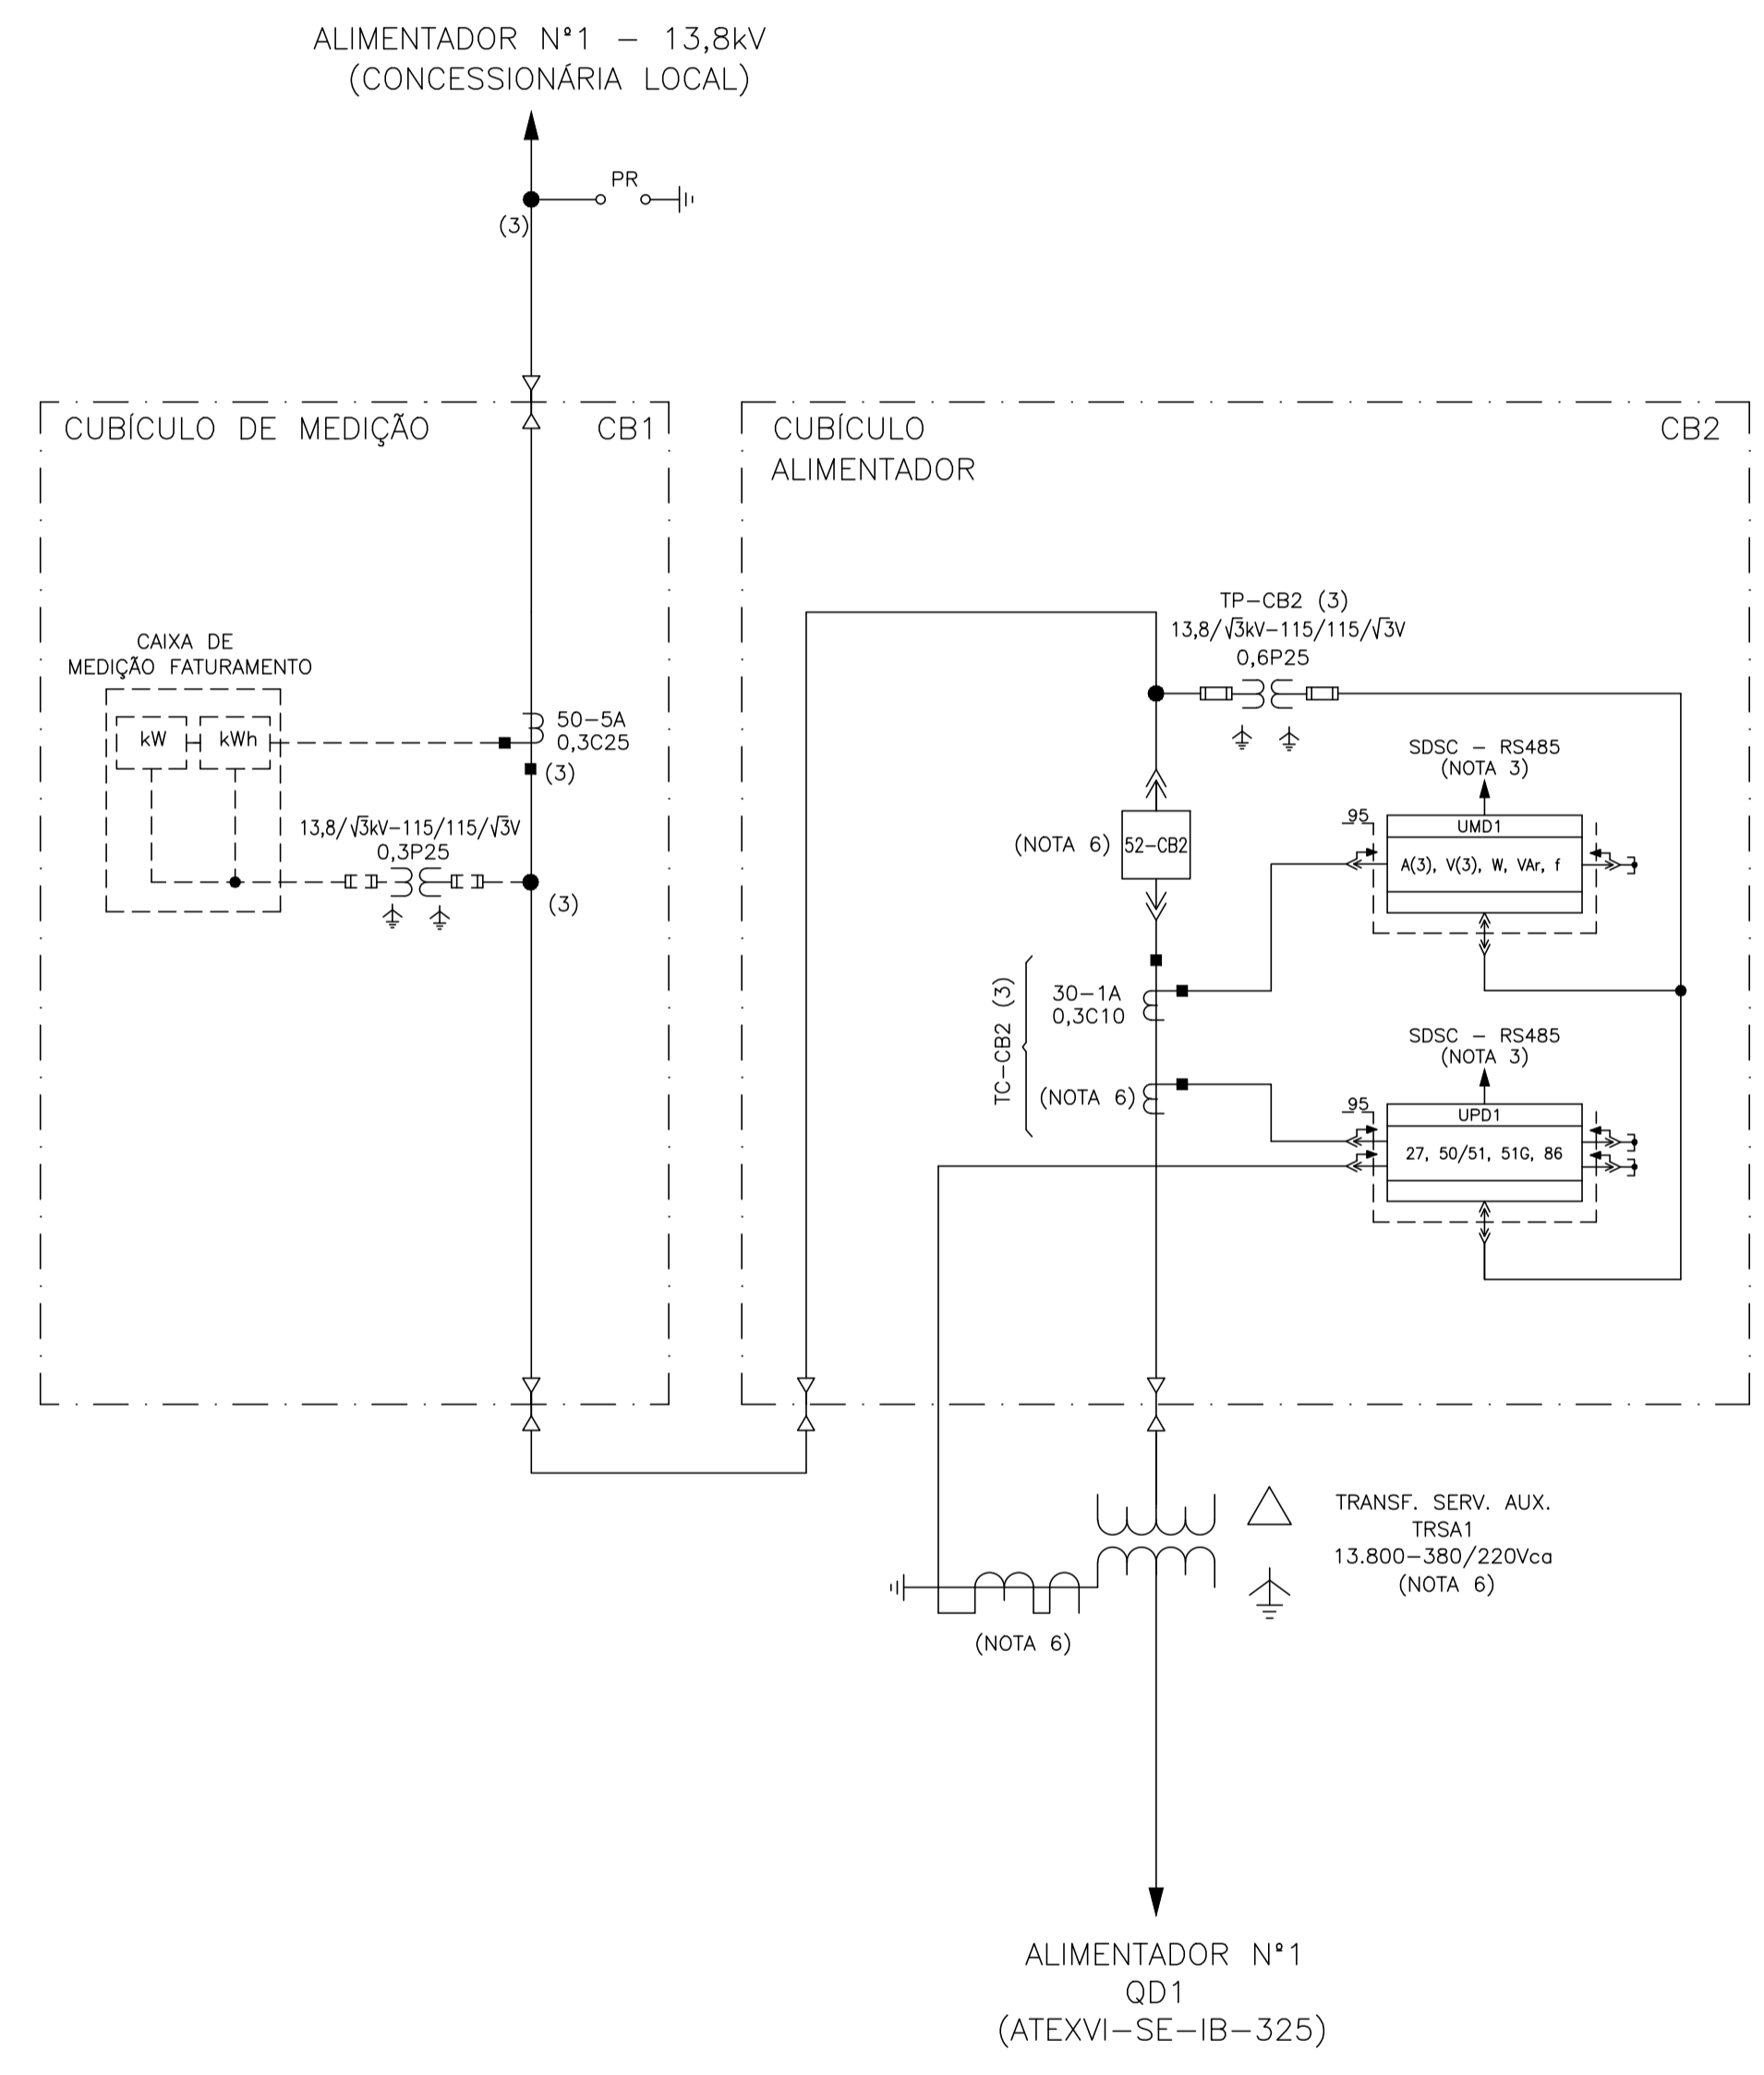 ALIMENTADOR Nº1 – 13,8kV
(CONCESSIONÁRIA LOCAL)
PR
(3)
CUBÍCULO DE MEDIÇÃO
CB1
CAIXA DE
MEDIÇÃO FATURAMENTO
kW
kWh
50–5A
0,3C25
(3)
13,8/√3kV–115/115/√3V
0,3P25
(3)
CUBÍCULO
ALIMENTADOR
CB2
TP–CB2 (3)
13,8/√3kV–115/115/√3V
0,6P25
(NOTA 6)
52–CB2
SDSC – RS485
(NOTA 3)
95
UMD1
A(3), V(3), W, VAr, f
TC–CB2 (3)
30–1A
0,3C10
(NOTA 6)
SDSC – RS485
(NOTA 3)
95
UPD1
27, 50/51, 51G, 86
TRANSF. SERV. AUX.
TRSA1
13.800–380/220Vca
(NOTA 6)
(NOTA 6)
ALIMENTADOR Nº1
QD1
(ATEXVI–SE–IB–325)